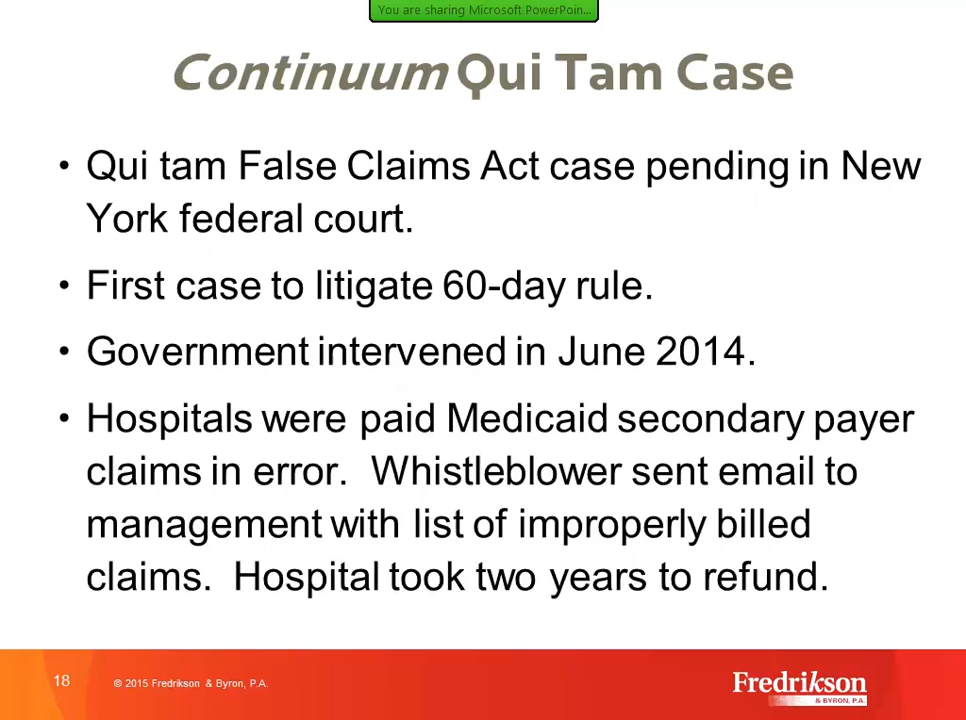 You are sharing Microsoft PowerPoin...
Continuum Qui Tam Case
• Qui tam False Claims Act case pending in New
York federal court.
• First case to litigate 60-day rule.
• Government intervened in June 2014.
• Hospitals were paid Medicaid secondary payer
claims in error.  Whistleblower sent email to
management with list of improperly billed
claims.  Hospital took two years to refund.
18
© 2015 Fredrikson & Byron, P.A.
Fredrikson
& BYRON, P.A.